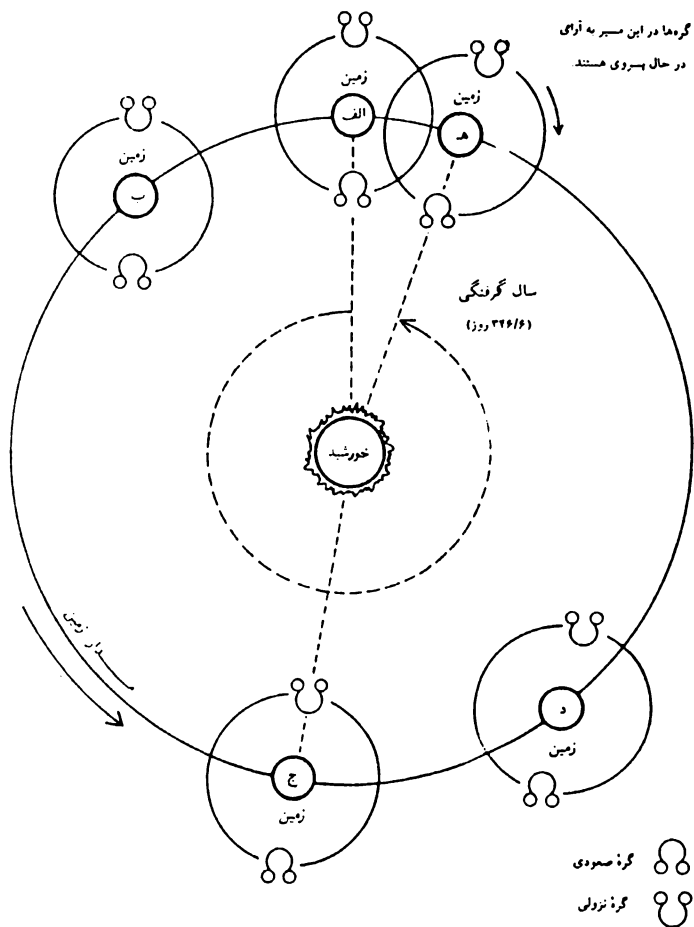 گره‌ها در این مسیر به آرای
در حال پسروی هستند.
زمین
الف
زمین
هـ
زمین
ب
سال گرفتگی
(۳۴۶/۶ روز)
خورشید
مدار زمین
ج
زمین
د
زمین
گرهٔ صعودی
گرهٔ نزولی